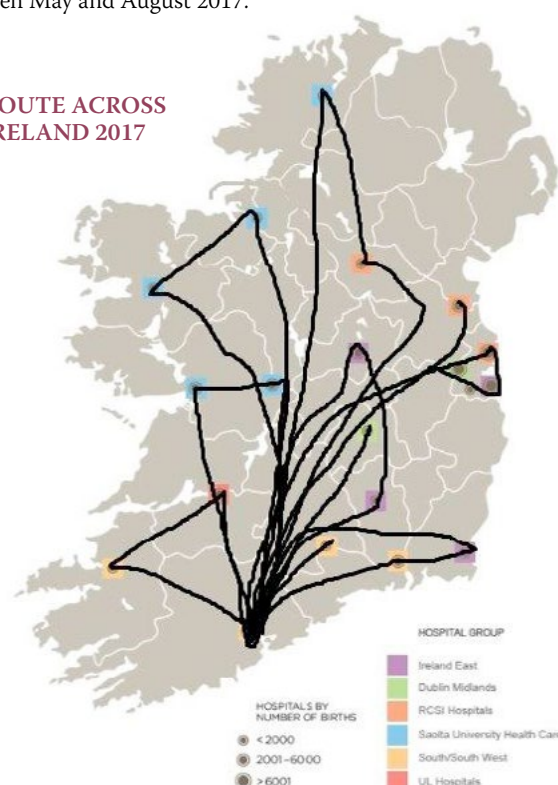 en May and August 2017.
OUTE ACROSS
RELAND 2017
HOSPITAL GROUP
Ireland East
Dublin Midlands
RCSI Hospitals
Saolta University Health Car
South/South West
UL Hospitals
HOSPITALS BY
NUMBER OF BIRTHS
< 2000
2001–6000
>6001